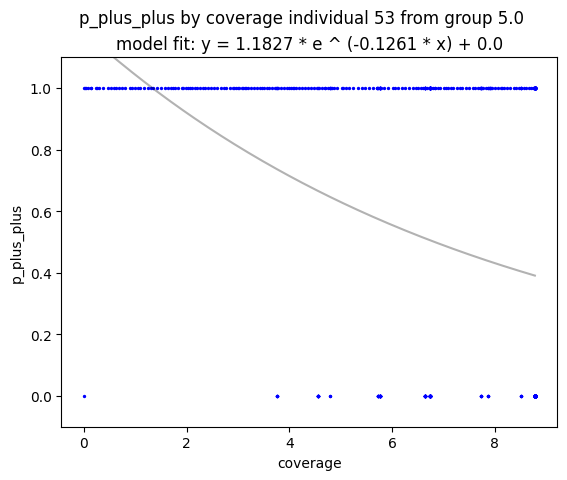 p_plus_plus by coverage individual 53 from group 5.0
model fit: y = 1.1827 * e ^ (-0.1261 * x) + 0.0
1.0
0.8
0.6
0.4
0.2
0.0
p_plus_plus
0 2 4 6 8
coverage